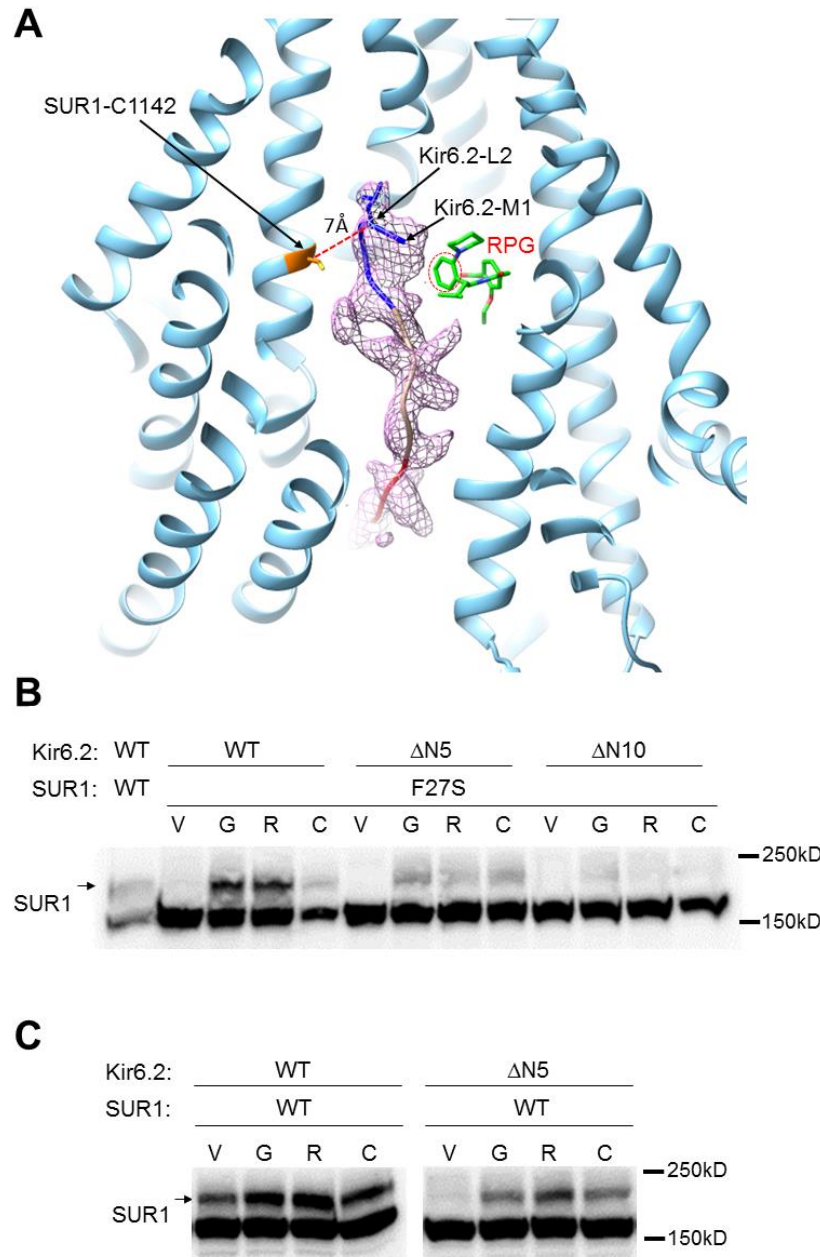 A
SUR1-C1142
Kir6.2-L2
Kir6.2-M1
7Å
RPG
B
Kir6.2: WT WT ΔN5 ΔN10
SUR1: WT F27S
V G R C V G R C V G R C
250kD
SUR1
150kD
C
Kir6.2: WT ΔN5
SUR1: WT WT
V G R C V G R C
250kD
SUR1
150kD